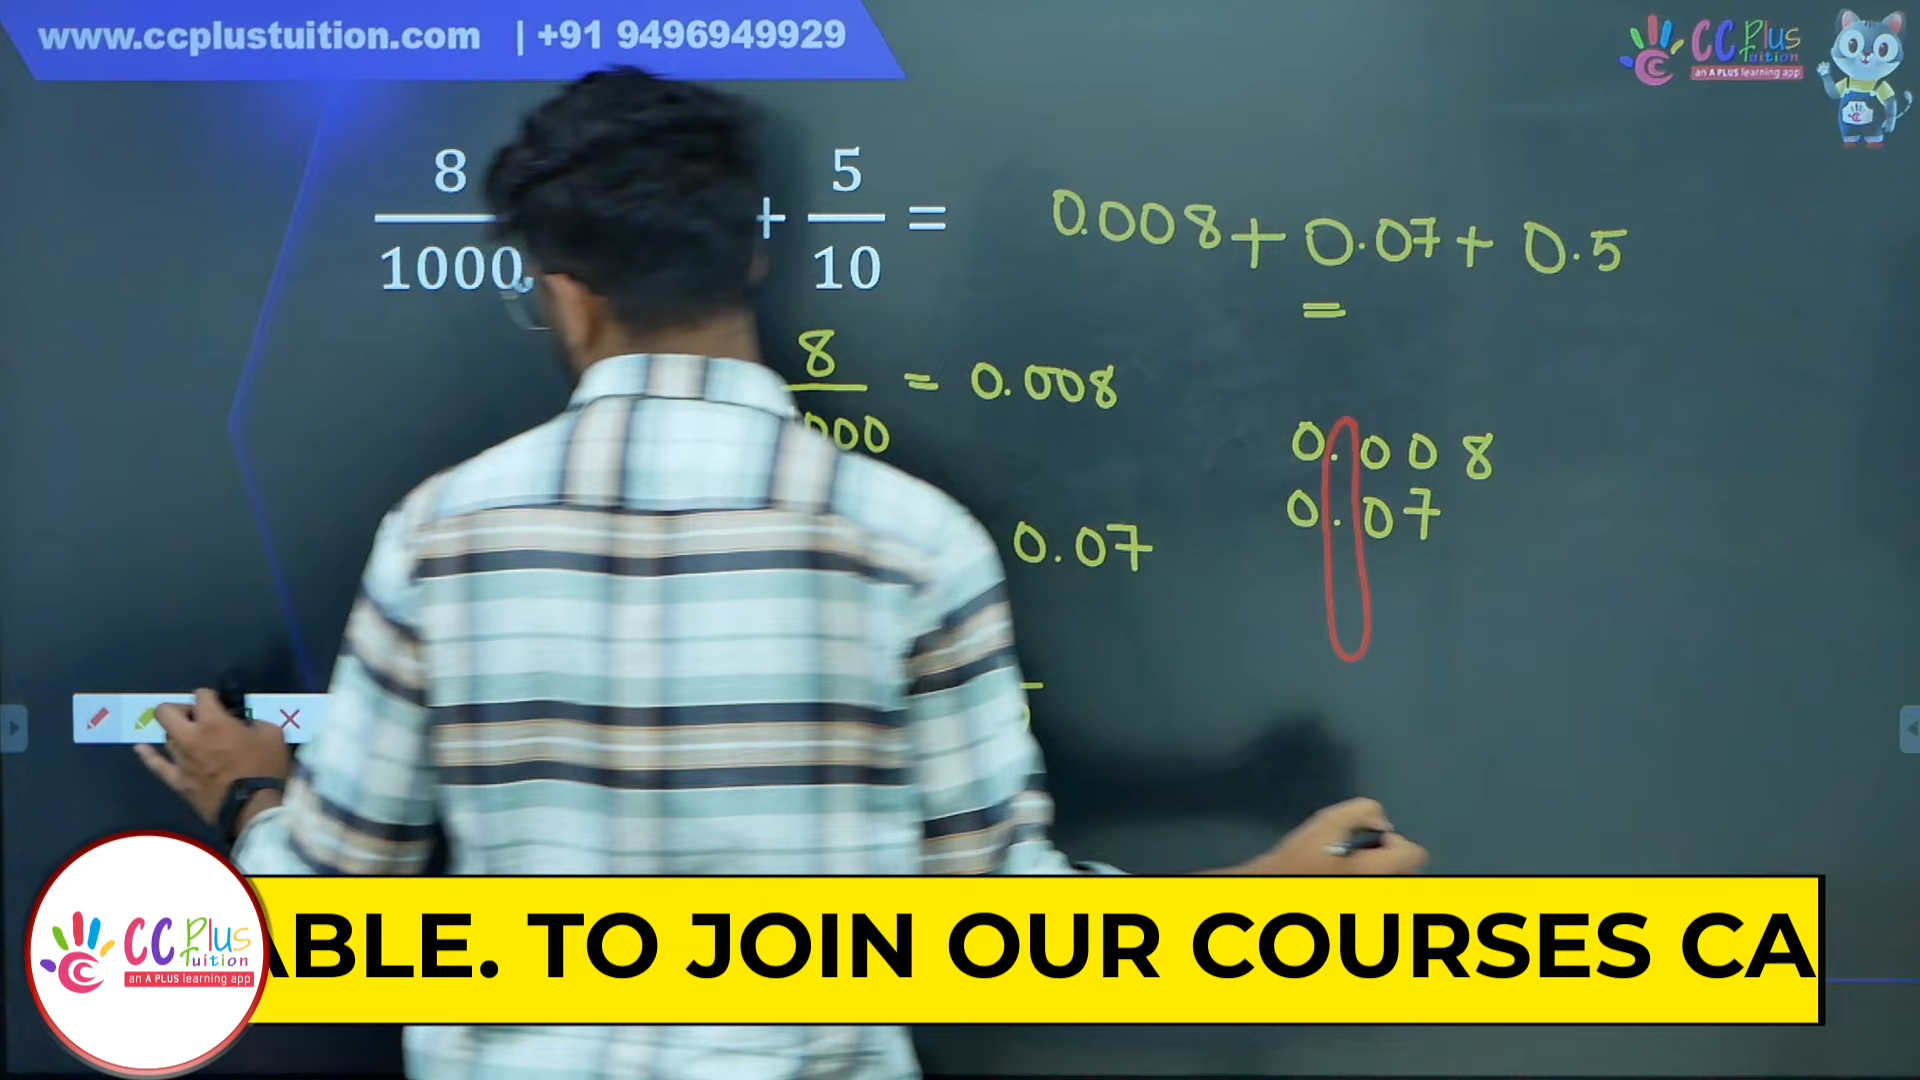 www.ccplustuition.com | +91 9496949929
CC Plus Tuition
an A PLUS learning app
8/1000 + 5/10 =
0.008 + 0.07 + 0.5
=
8/000 = 0.008
0.07
0.008
0.07
CC Plus Tuition
an A PLUS learning app
ABLE. TO JOIN OUR COURSES CA